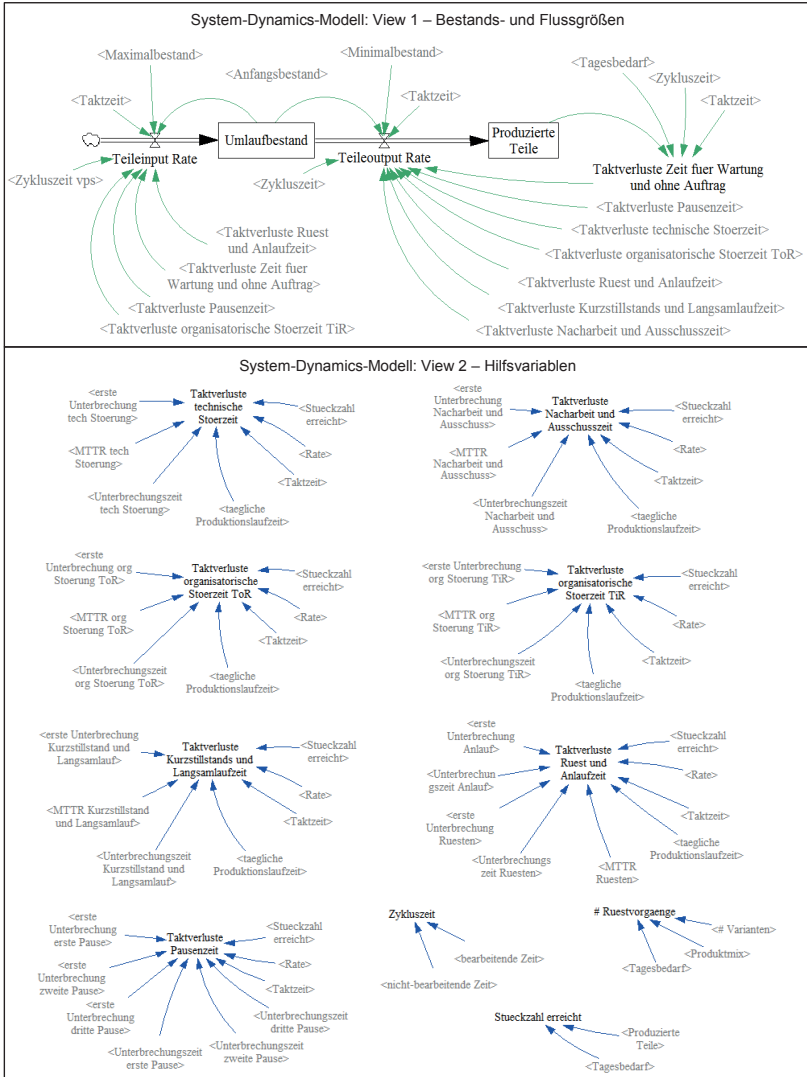 System-Dynamics-Modell: View 1 – Bestands- und Flussgrößen
<Maximalbestand>
<Anfangsbestand>
<Minimalbestand>
<Tagesbedarf>
<Zykluszeit>
<Taktzeit>
<Taktzeit>
<Taktzeit>
Umlaufbestand
Produzierte
Teile
Teileinput Rate
Teileoutput Rate
Taktverluste Zeit fuer Wartung
und ohne Auftrag
<Zykluszeit vps>
<Zykluszeit>
<Taktverluste Ruest
und Anlaufzeit>
<Taktverluste Zeit fuer
Wartung und ohne Auftrag>
<Taktverluste Pausenzeit>
<Taktverluste organisatorische Stoerzeit TiR>
<Taktverluste Pausenzeit>
<Taktverluste technische Stoerzeit>
<Taktverluste organisatorische Stoerzeit ToR>
<Taktverluste Ruest und Anlaufzeit>
<Taktverluste Kurzstillstands und Langsamlaufzeit>
<Taktverluste Nacharbeit und Ausschusszeit>
System-Dynamics-Modell: View 2 – Hilfsvariablen
<erste
Unterbrechung
tech Stoerung>
Taktverluste
technische
Stoerzeit
<Stueckzahl
erreicht>
<MTTR tech
Stoerung>
<Rate>
<Taktzeit>
<Unterbrechungszeit
tech Stoerung>
<taegliche
Produktionslaufzeit>
<erste
Unterbrechung
Nacharbeit und
Ausschuss>
Taktverluste
Nacharbeit und
Ausschusszeit
<Stueckzahl
erreicht>
<MTTR
Nacharbeit und
Ausschuss>
<Rate>
<Taktzeit>
<Unterbrechungszeit
Nacharbeit und
Ausschuss>
<taegliche
Produktionslaufzeit>
<erste
Unterbrechung org
Stoerung ToR>
Taktverluste
organisatorische
Stoerzeit ToR
<Stueckzahl
erreicht>
<MTTR org
Stoerung ToR>
<Rate>
<Taktzeit>
<Unterbrechungszeit
org Stoerung ToR>
<taegliche
Produktionslaufzeit>
<erste Unterbrechung
org Stoerung TiR>
Taktverluste
organisatorische
Stoerzeit TiR
<Stueckzahl
erreicht>
<MTTR org
Stoerung TiR>
<Rate>
<Taktzeit>
<Unterbrechungszeit
org Stoerung TiR>
<taegliche
Produktionslaufzeit>
<erste Unterbrechung
Kurzstillstand und
Langsamlauf>
Taktverluste
Kurzstillstands und
Langsamlaufzeit
<Stueckzahl
erreicht>
<MTTR Kurzstillstand
und Langsamlauf>
<Rate>
<Taktzeit>
<Unterbrechungszeit
Kurzstillstand und
Langsamlauf>
<taegliche
Produktionslaufzeit>
<erste
Unterbrechung
Anlauf>
Taktverluste
Ruest und
Anlaufzeit
<Stueckzahl
erreicht>
<Unterbrechun
gszeit Anlauf>
<Rate>
<erste
Unterbrechung
Ruesten>
<Taktzeit>
<taegliche
Produktionslaufzeit>
<Unterbrechungs
zeit Ruesten>
<MTTR
Ruesten>
<erste
Unterbrechung
erste Pause>
Taktverluste
Pausenzeit
<Stueckzahl
erreicht>
<erste
Unterbrechung
zweite Pause>
<Rate>
<Taktzeit>
<erste
Unterbrechung
dritte Pause>
<Unterbrechungszeit
dritte Pause>
<Unterbrechungszeit
erste Pause>
<Unterbrechungszeit
zweite Pause>
Zykluszeit
<bearbeitende Zeit>
<nicht-bearbeitende Zeit>
# Ruestvorgaenge
<# Varianten>
<Produktmix>
<Tagesbedarf>
Stueckzahl erreicht
<Produzierte
Teile>
<Tagesbedarf>